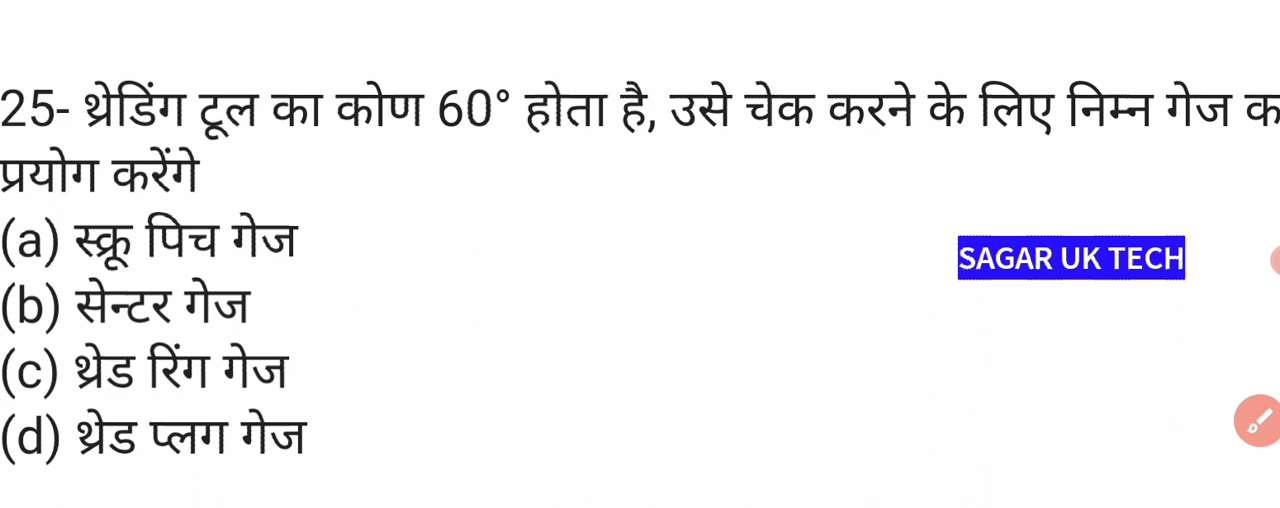 25- थ्रेडिंग टूल का कोण 60° होता है, उसे चेक करने के लिए निम्न गेज क
प्रयोग करेंगे
(a) स्क्रू पिच गेज
SAGAR UK TECH
(b) सेन्टर गेज
(c) थ्रेड रिंग गेज
(d) थ्रेड प्लग गेज